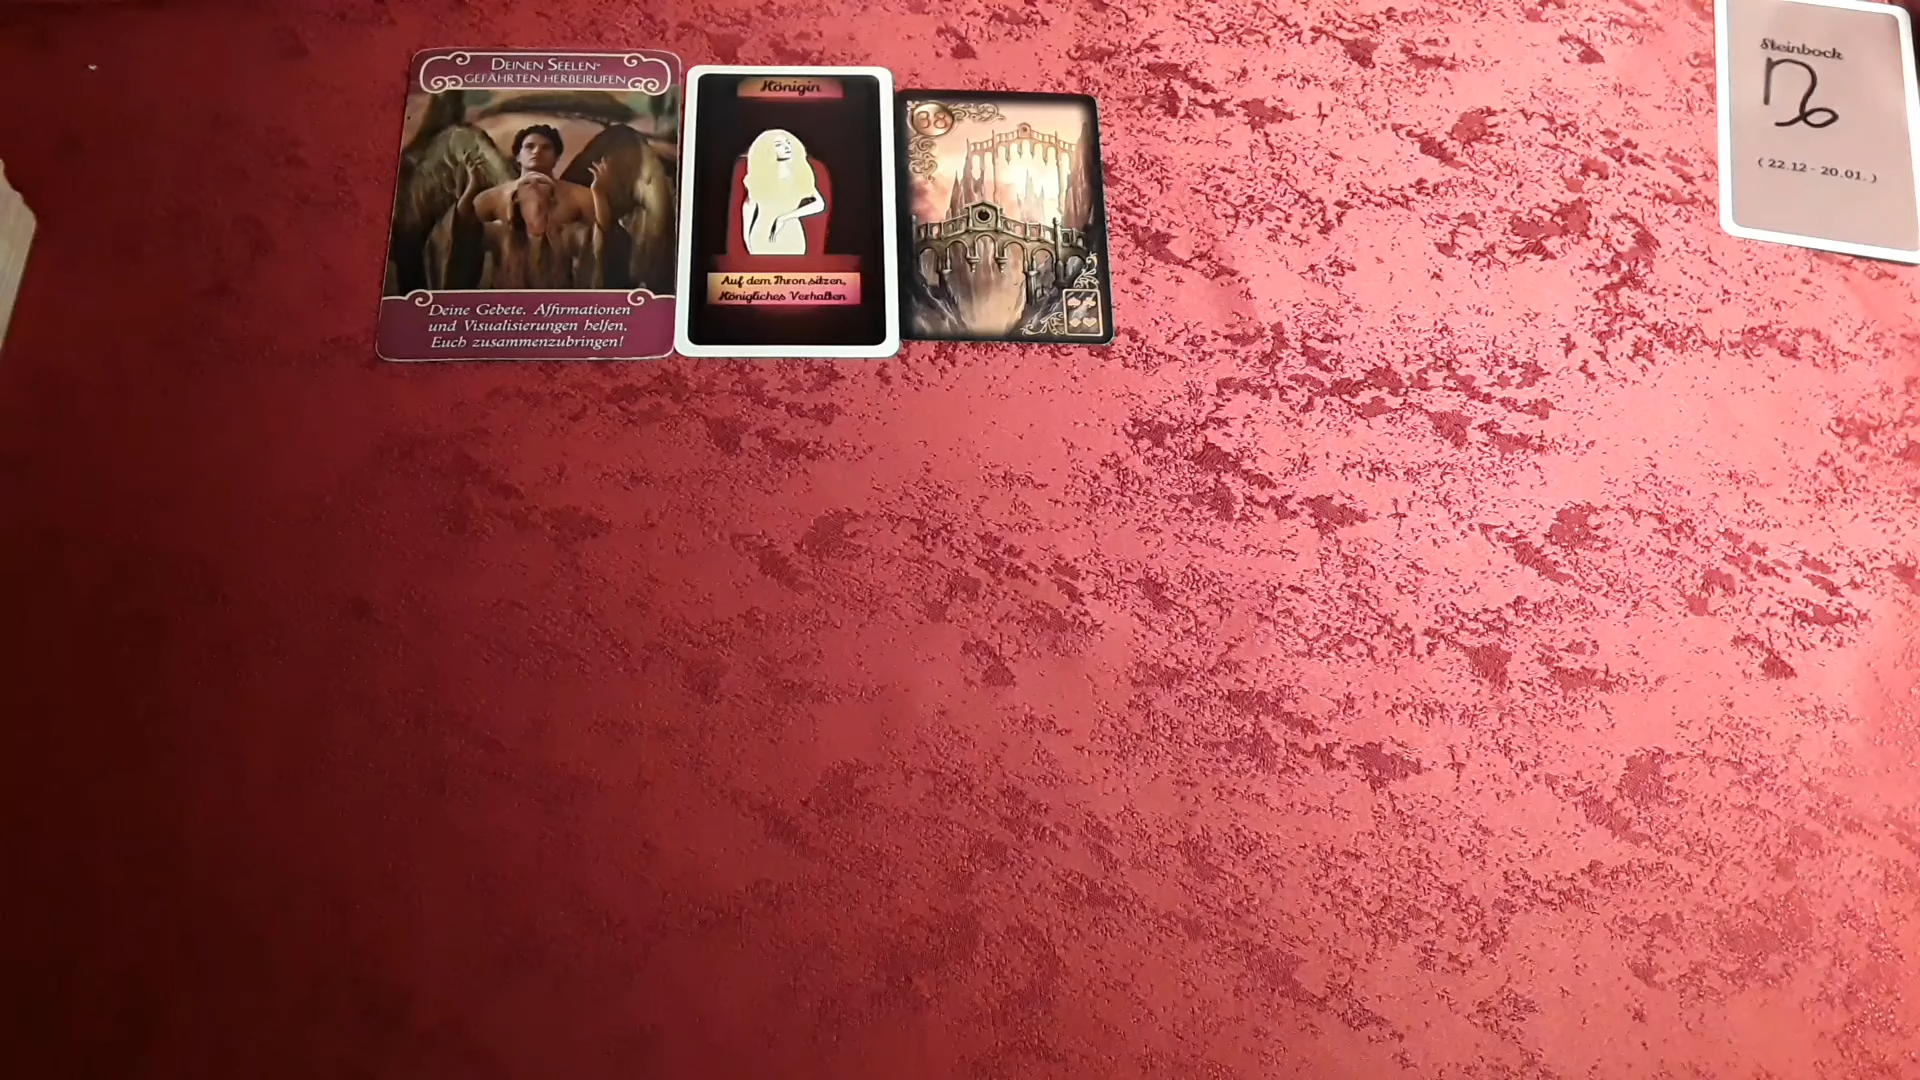 DEINEN SEELEN-
GEFÄHRTEN HERBEIRUFEN
Deine Gebete, Affirmationen
und Visualisierungen helfen,
Euch zusammenzubringen!
Königin
Auf dem Thron sitzen,
Königliches Verhalten
38
Steinbock
( 22.12 - 20.01. )